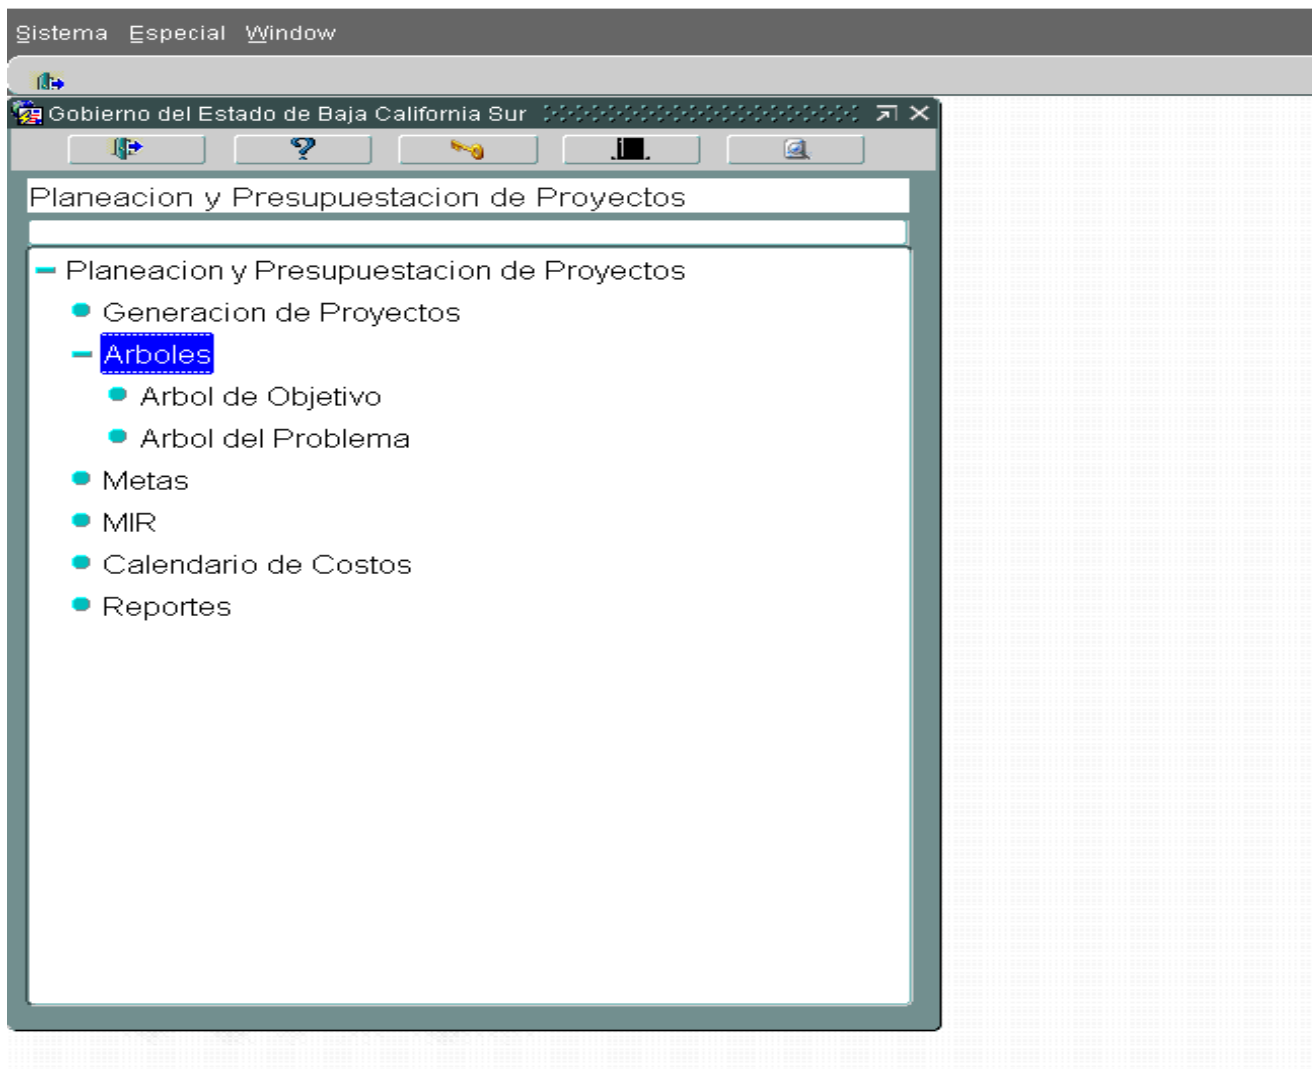 Sistema Especial Window
Gobierno del Estado de Baja California Sur
Planeacion y Presupuestacion de Proyectos
Planeacion y Presupuestacion de Proyectos
Generacion de Proyectos
Arboles
Arbol de Objetivo
Arbol del Problema
Metas
MIR
Calendario de Costos
Reportes